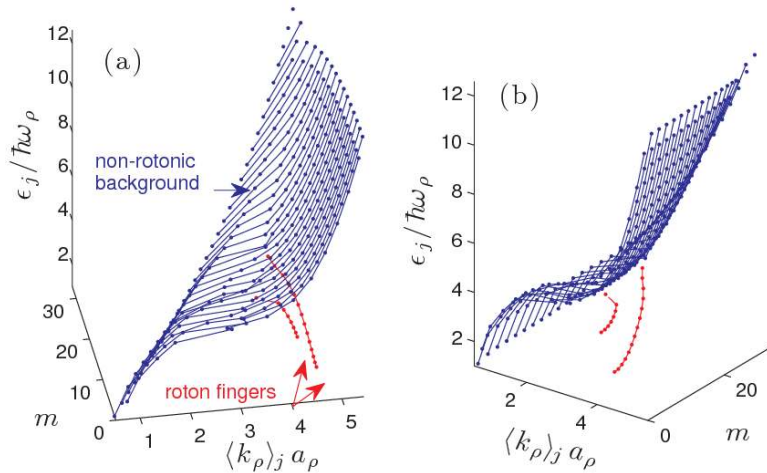 (a)
ϵ_j/ħω_ρ
12
10
8
6
4
2
non-rotonic
background
roton fingers
30
20
10
m
0
1
2
3
4
5
⟨k_ρ⟩_j a_ρ
(b)
ϵ_j/ħω_ρ
12
10
8
6
4
2
2
4
⟨k_ρ⟩_j a_ρ
0
20
m